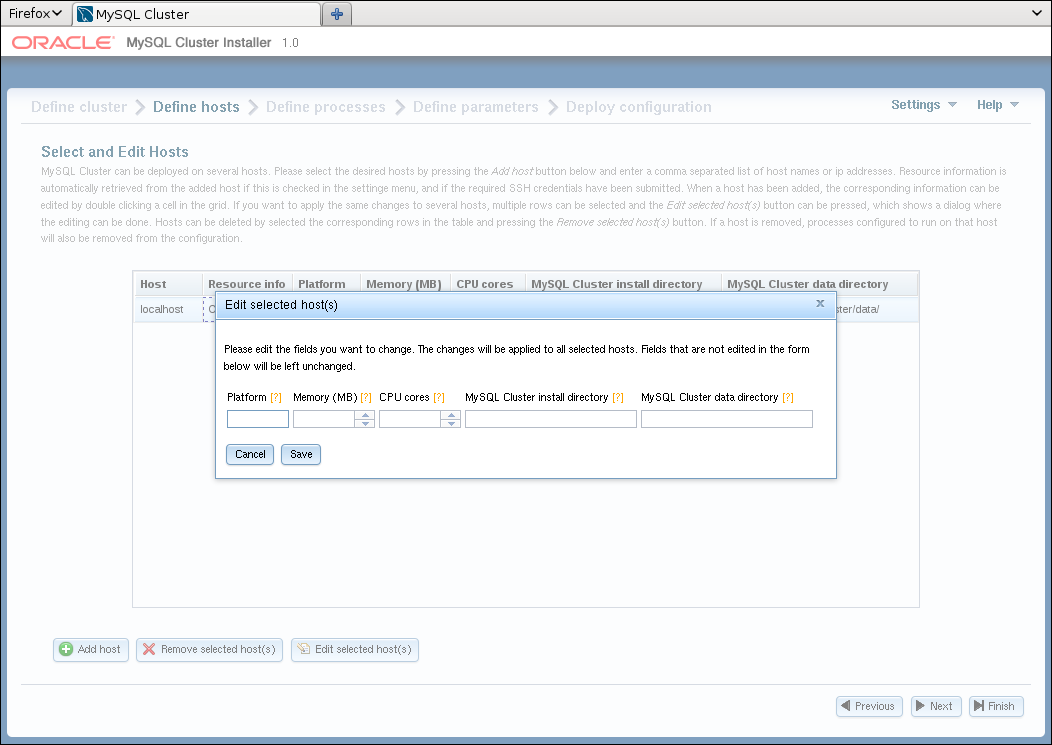 Firefox
MySQL Cluster
ORACLE MySQL Cluster Installer 1.0
Define cluster Define hosts Define processes Define parameters Deploy configuration Settings Help
Select and Edit Hosts
MySQL Cluster can be deployed on several hosts. Please select the desired hosts by pressing the Add host button below and enter a comma separated list of host names or ip addresses. Resource information is
automatically retrieved from the added host if this is checked in the settinge menu, and if the required SSH credentials have been submitted. When a host has been added, the corresponding information can be
edited by double clicking a cell in the grid. If you want to apply the same changes to several hosts, multiple rows can be selected and the Edit selected host(s) button can be pressed, which shows a dialog where
the editing can be done. Hosts can be deleted by selected the corresponding rows in the table and pressing the Remove selected host(s) button. If a host is removed, processes configured to run on that host
will also be removed from the configuration.
Host Resource info Platform Memory (MB) CPU cores MySQL Cluster install directory MySQL Cluster data directory
localhost ster/data/
Edit selected host(s) x
Please edit the fields you want to change. The changes will be applied to all selected hosts. Fields that are not edited in the form
below will be left unchanged.
Platform [?] Memory (MB) [?] CPU cores [?] MySQL Cluster install directory [?] MySQL Cluster data directory [?]
Cancel Save
Add host Remove selected host(s) Edit selected host(s)
Previous Next Finish